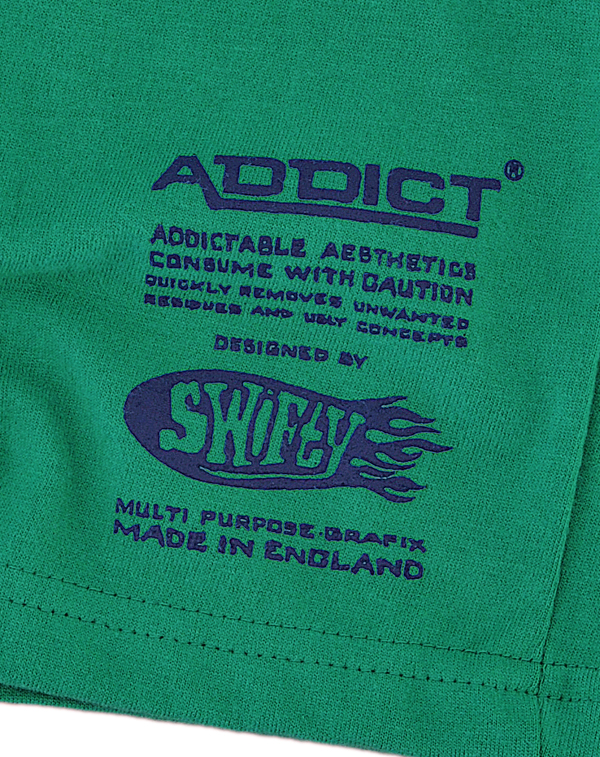 ADDICT®
ADDICTABLE AESTHETICS
CONSUME WITH CAUTION
QUICKLY REMOVES UNWANTED
RESIDUES AND UGLY CONCEPTS
DESIGNED BY
SWiFty
MULTI PURPOSE-GRAFIX
MADE IN ENGLAND